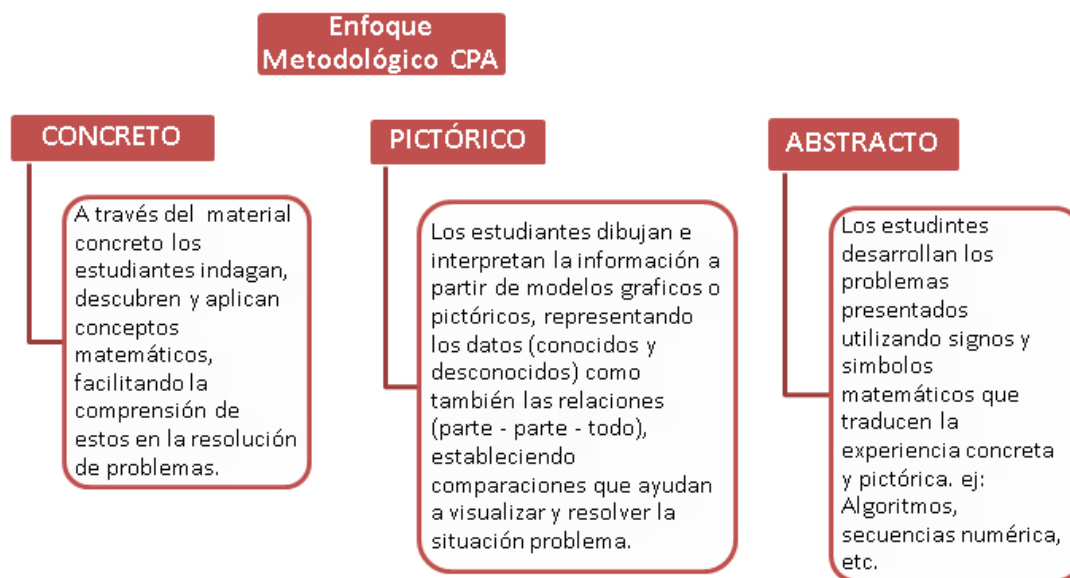 Enfoque
Metodológico CPA
CONCRETO
A través del material
concreto los
estudiantes indagan,
descubren y aplican
conceptos
matemáticos,
facilitando la
comprensión de
estos en la resolución
de problemas.
PICTÓRICO
Los estudiantes dibujan e
interpretan la información a
partir de modelos graficos o
pictóricos, representando
los datos (conocidos y
desconocidos) como
también las relaciones
(parte - parte - todo),
estableciendo
comparaciones que ayudan
a visualizar y resolver la
situación problema.
ABSTRACTO
Los estudintes
desarrollan los
problemas
presentados
utilizando signos y
simbolos
matemáticos que
traducen la
experiencia concreta
y pictórica. ej:
Algoritmos,
secuencias numérica,
etc.